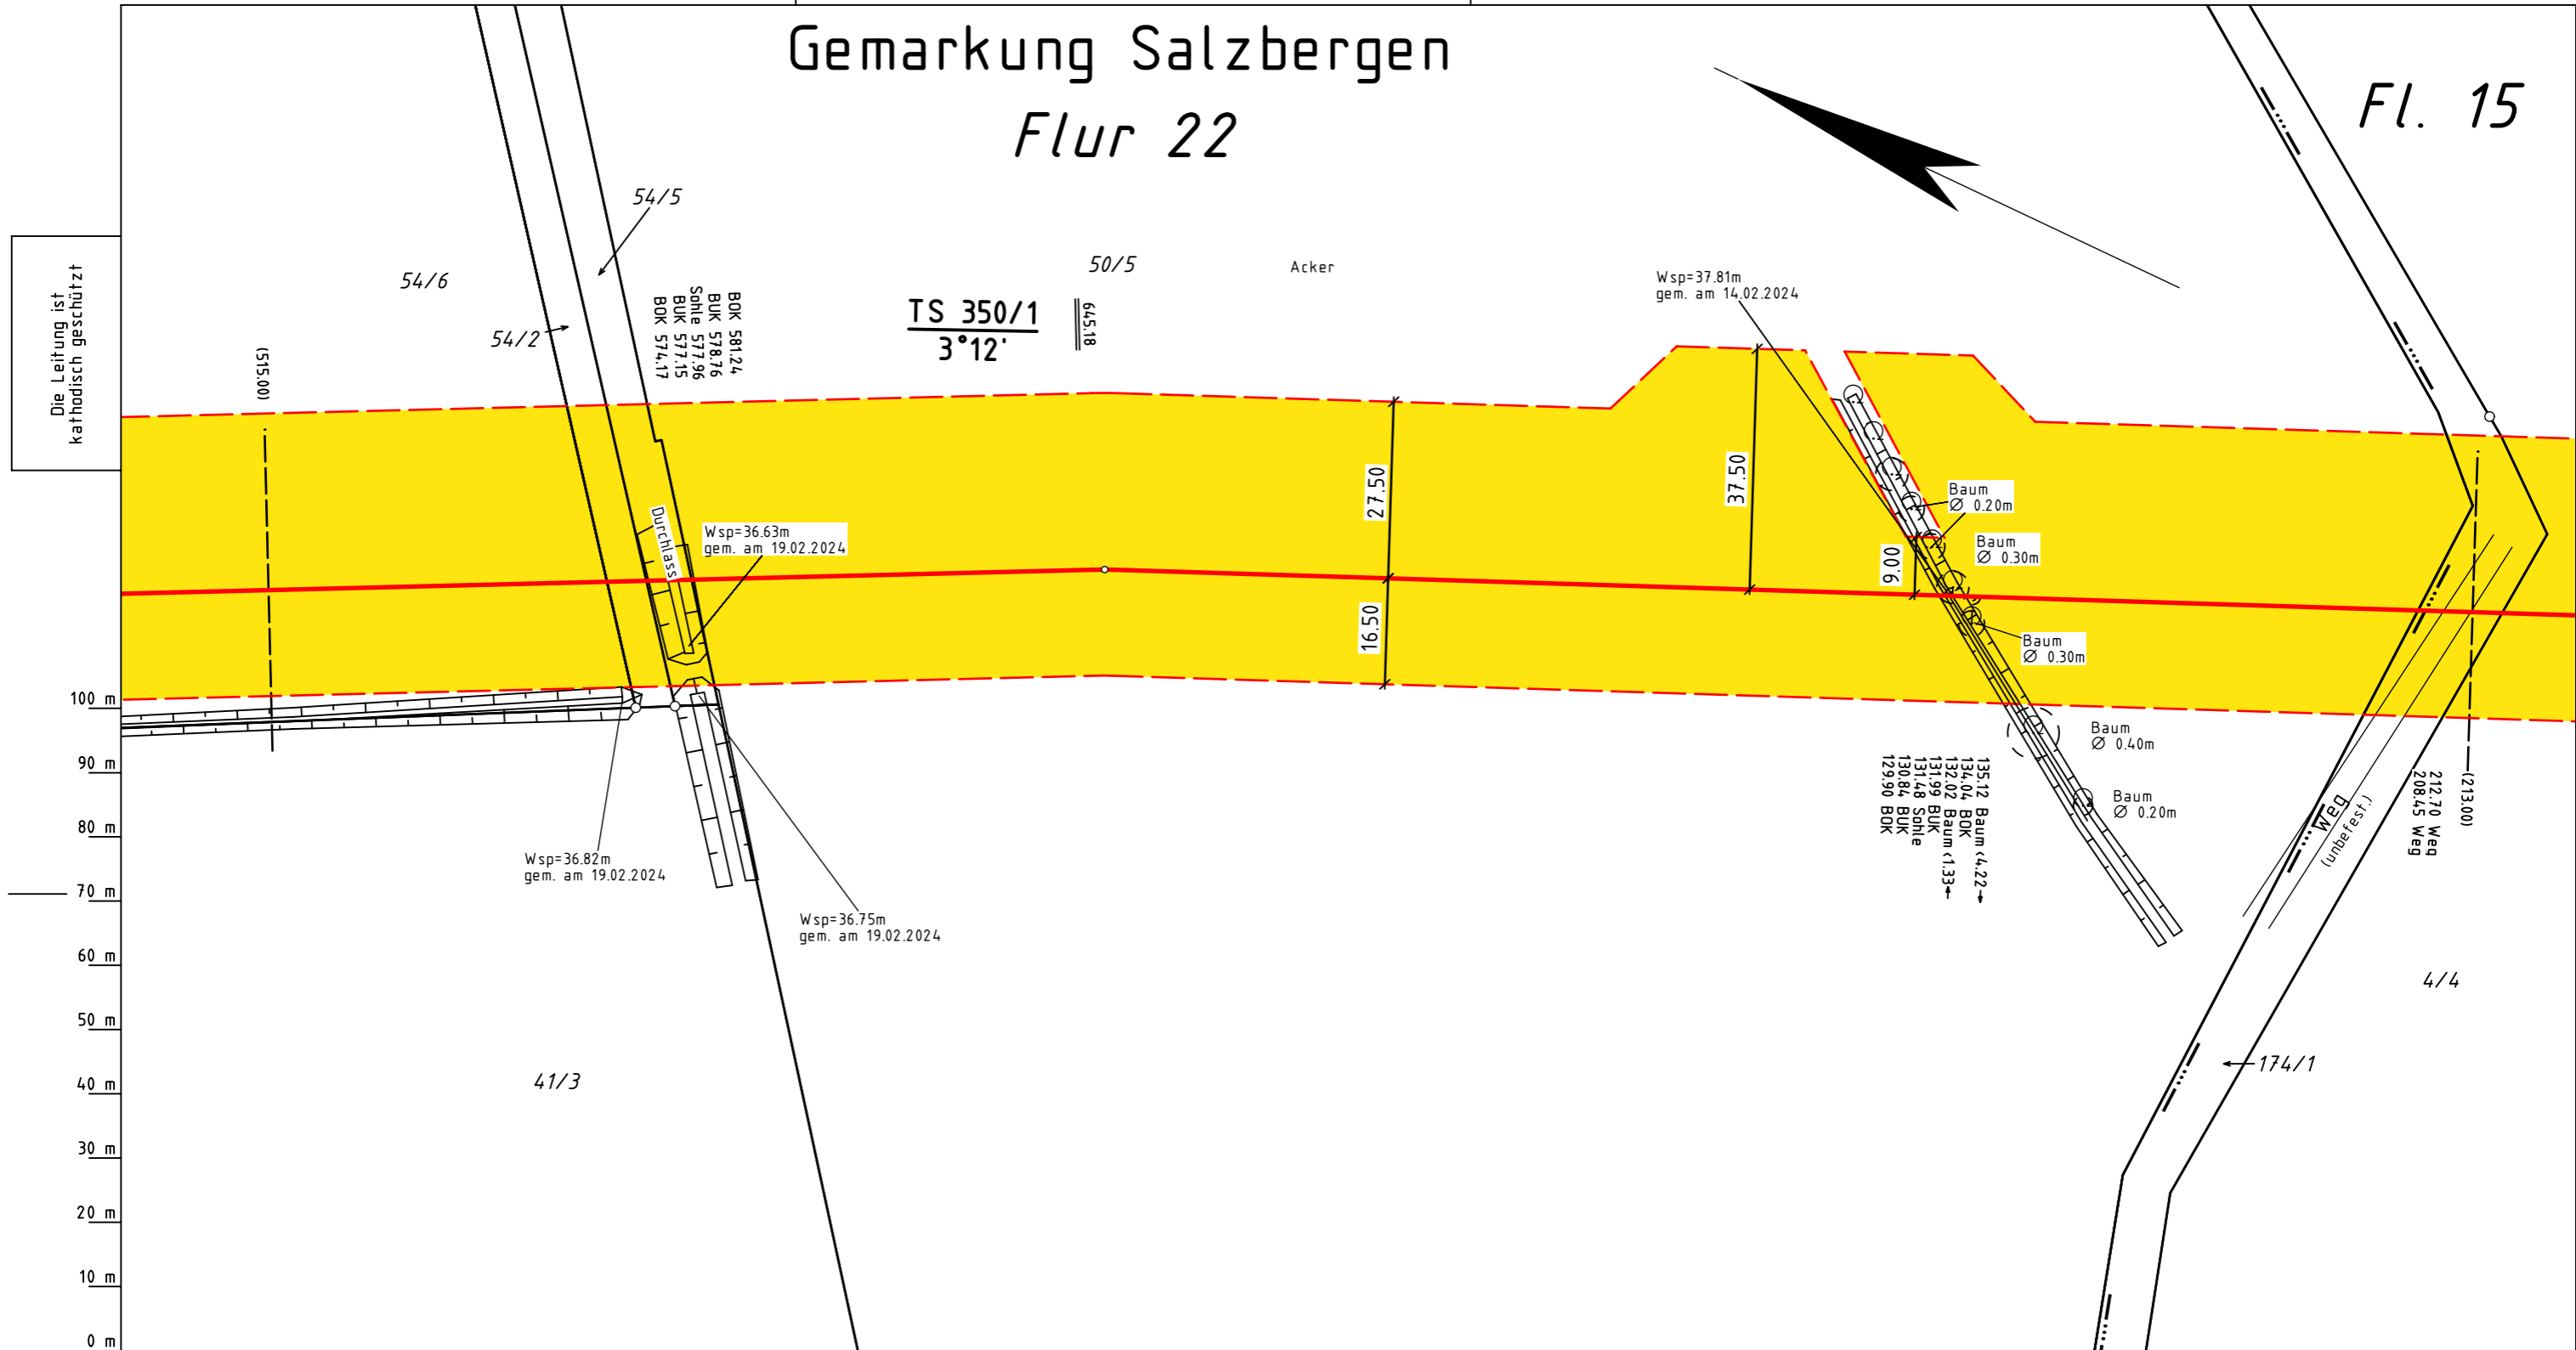 Gemarkung Salzbergen
Flur 22
Fl. 15
Die Leitung ist
kathodisch geschützt
54/5
54/6
54/2
(515.00)
BOK 581.24
BUK 578.76
Sohle 577.96
BUK 577.15
BOK 574.17
TS 350/1
3°12'
645.18
50/5
Acker
Wsp=37.81m
gem. am 14.02.2024
Durchlass
Wsp=36.63m
gem. am 19.02.2024
27.50
16.50
37.50
9.00
Baum
Ø 0.20m
Baum
Ø 0.30m
Baum
Ø 0.30m
Baum
Ø 0.40m
Baum
Ø 0.20m
135.12 Baum <4.22
134.04 BOK
132.02 Baum <1.33
131.99 BUK
131.48 Sohle
130.84 BUK
129.90 BOK
(213.00)
212.70 Weg
208.45 Weg
Weg
(unbefest.)
Wsp=36.82m
gem. am 19.02.2024
Wsp=36.75m
gem. am 19.02.2024
41/3
4/4
174/1
100 m
90 m
80 m
70 m
60 m
50 m
40 m
30 m
20 m
10 m
0 m